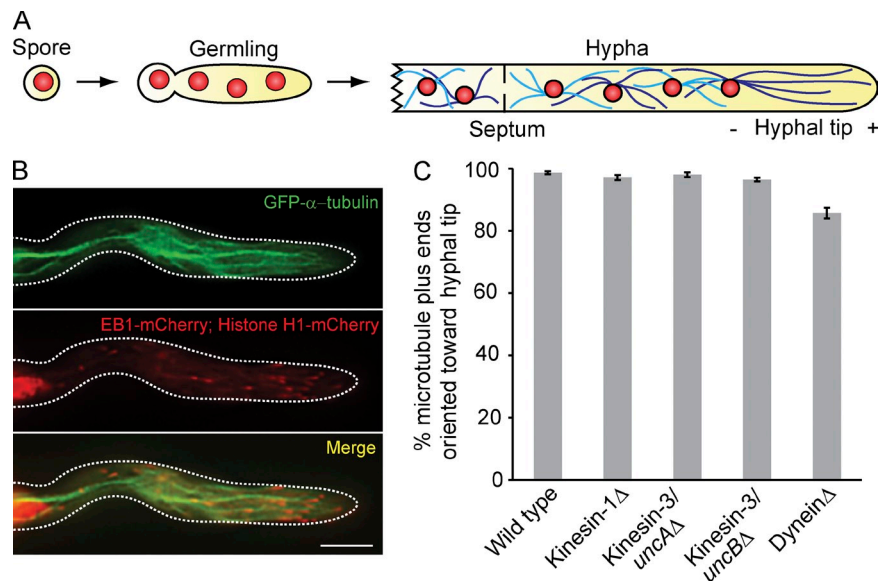 A
Spore
Germling
Hypha
Septum
- Hyphal tip +
B
GFP-α-tubulin
EB1-mCherry; Histone H1-mCherry
Merge
C
% microtubule plus ends
oriented toward hyphal tip
100
80
60
40
20
0
Wild type
Kinesin-1Δ
Kinesin-3/
uncAΔ
Kinesin-3/
uncBΔ
DyneinΔ